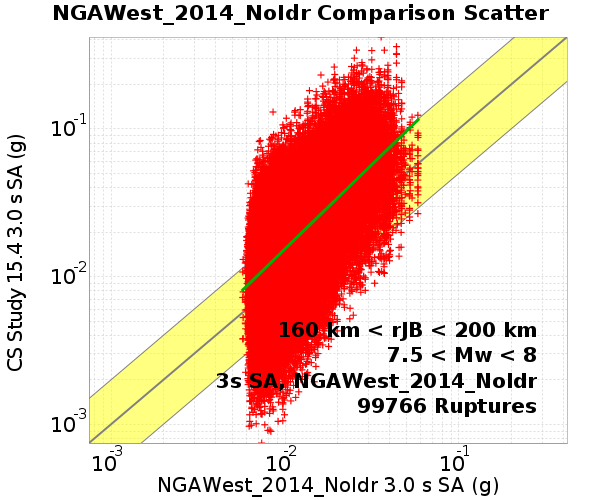 NGAWest_2014_NoIdr Comparison Scatter
CS Study 15.4 3.0 s SA (g)
10-1
10-2
10-3
160 km < rJB < 200 km
7.5 < Mw < 8
3s SA, NGAWest_2014_NoIdr
99766 Ruptures
10-3 10-2 10-1
NGAWest_2014_NoIdr 3.0 s SA (g)